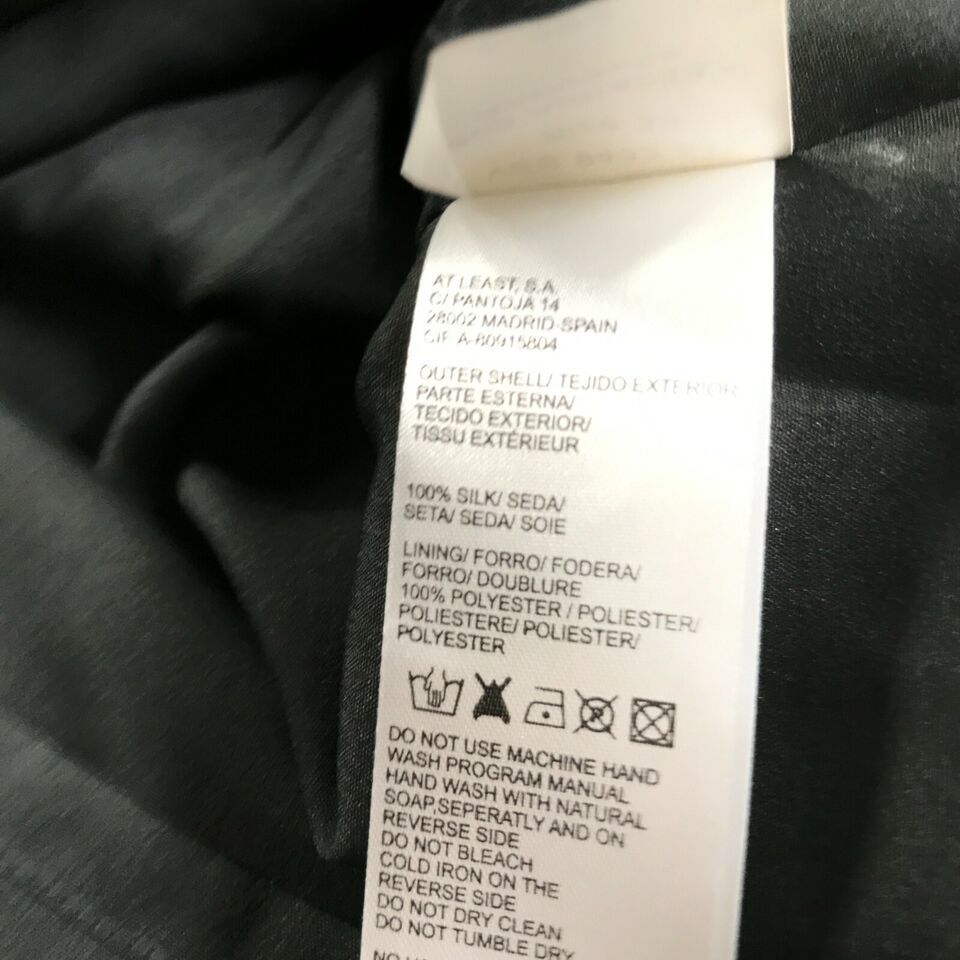 AT LEAST, S.A.
C/ PANTOJA 14
28002 MADRID-SPAIN
CIF A-80915804
OUTER SHELL/ TEJIDO EXTERIOR
PARTE ESTERNA/
TECIDO EXTERIOR/
TISSU EXTÉRIEUR
100% SILK/ SEDA/
SETA/ SEDA/ SOIE
LINING/ FORRO/ FODERA/
FORRO/ DOUBLURE
100% POLYESTER / POLIESTER/
POLIESTERE/ POLIESTER/
POLYESTER
DO NOT USE MACHINE HAND
WASH PROGRAM MANUAL
HAND WASH WITH NATURAL
SOAP,SEPERATLY AND ON
REVERSE SIDE
DO NOT BLEACH
COLD IRON ON THE
REVERSE SIDE
DO NOT DRY CLEAN
DO NOT TUMBLE DRY